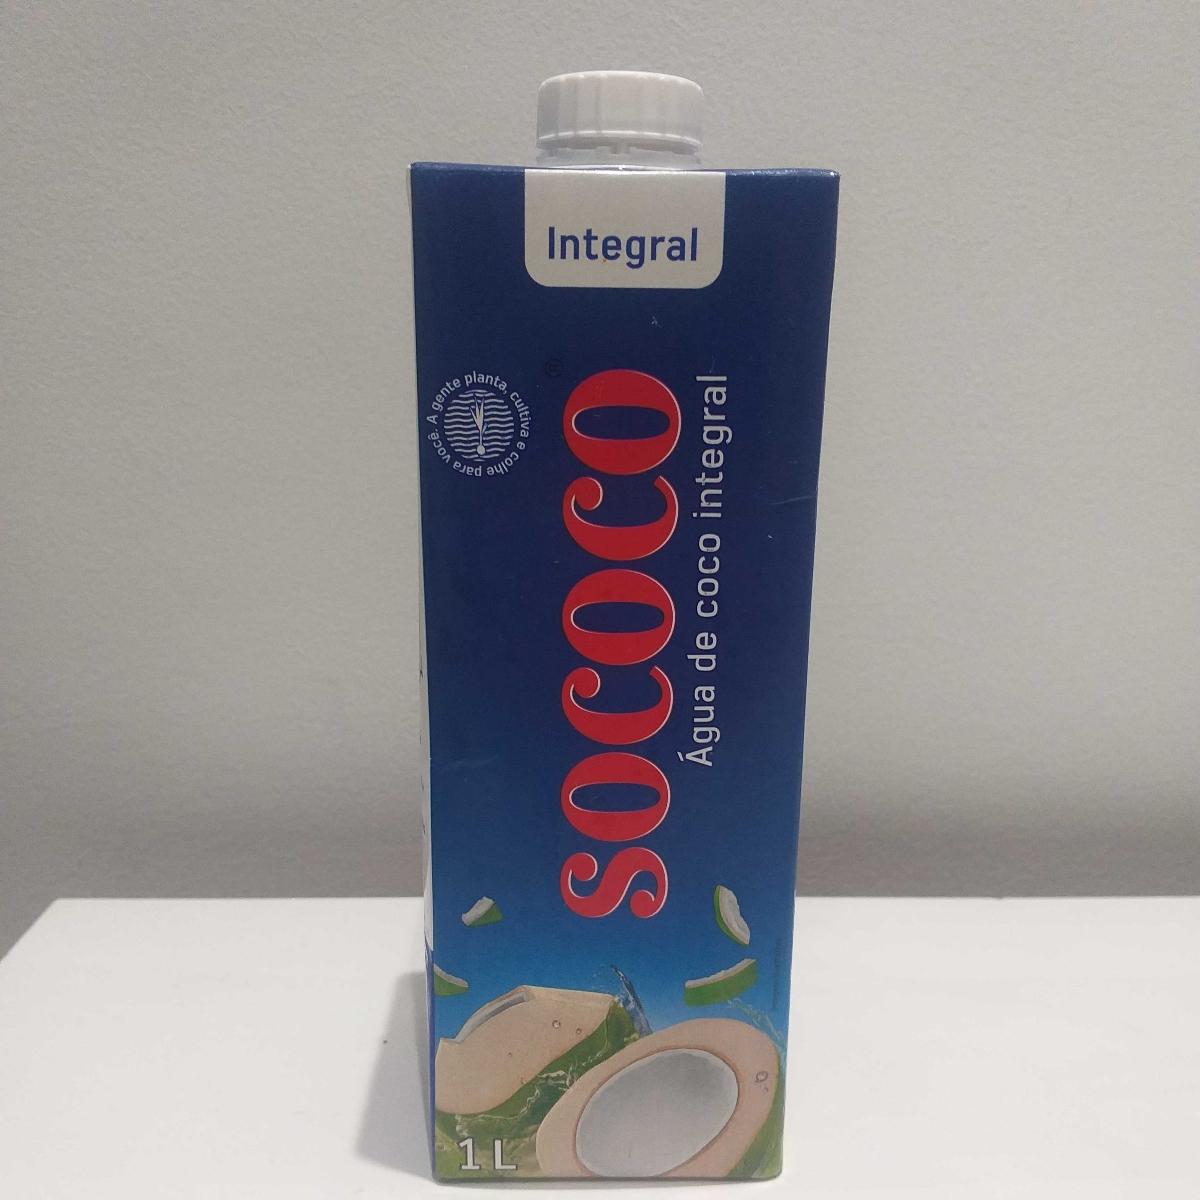 Integral
A gente planta, cultiva e colhe para você.
®
SOCOCO
Água de coco integral
1 L